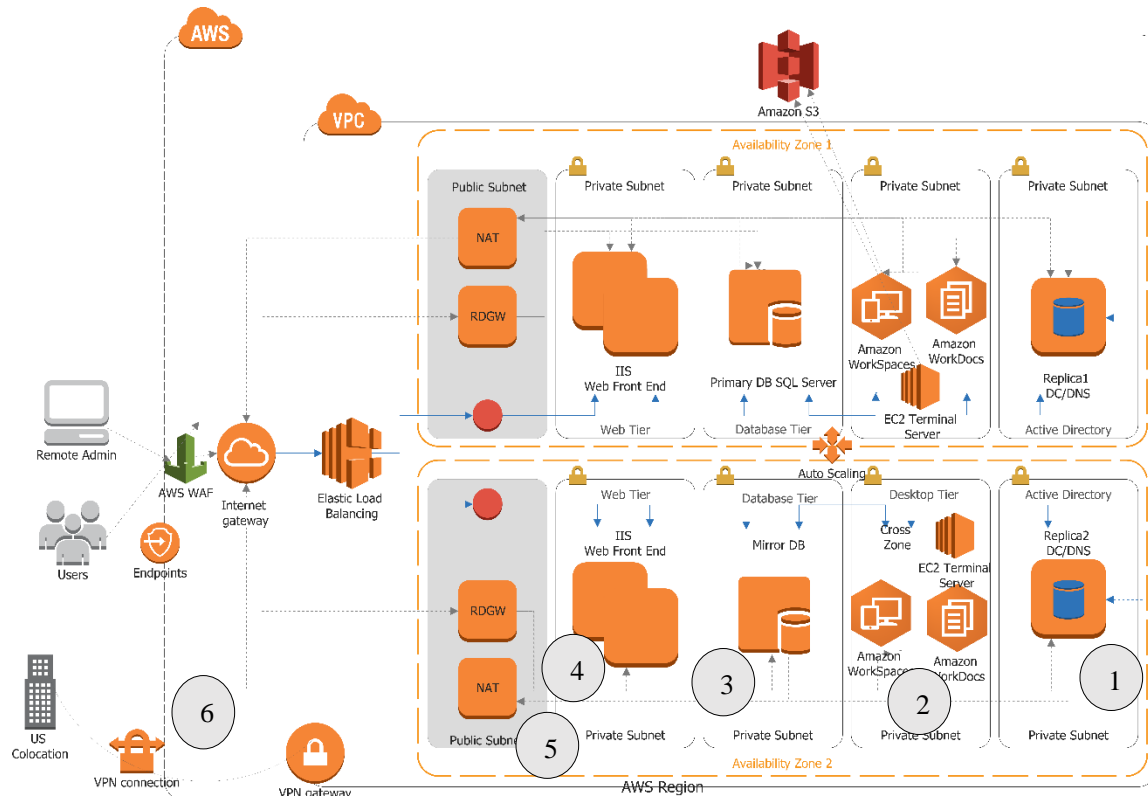 AWS
Amazon S3
VPC
Availability Zone 1
Public Subnet
Private Subnet
Private Subnet
Private Subnet
Private Subnet
NAT
RDGW
IIS
Web Front End
Primary DB SQL Server
Amazon
WorkSpaces
Amazon
WorkDocs
EC2 Terminal
Server
Replica1
DC/DNS
Web Tier
Database Tier
Active Directory
Remote Admin
AWS WAF
Internet
gateway
Elastic Load
Balancing
Auto Scaling
Users
Endpoints
Web Tier
Database Tier
Desktop Tier
Active Directory
IIS
Web Front End
Mirror DB
Cross
Zone
EC2 Terminal
Server
Replica2
DC/DNS
RDGW
NAT
Amazon
WorkSpaces
Amazon
WorkDocs
4
3
2
1
6
5
US
Colocation
VPN connection
VPN gateway
Public Subnet
Private Subnet
Private Subnet
Private Subnet
Private Subnet
Availability Zone 2
AWS Region